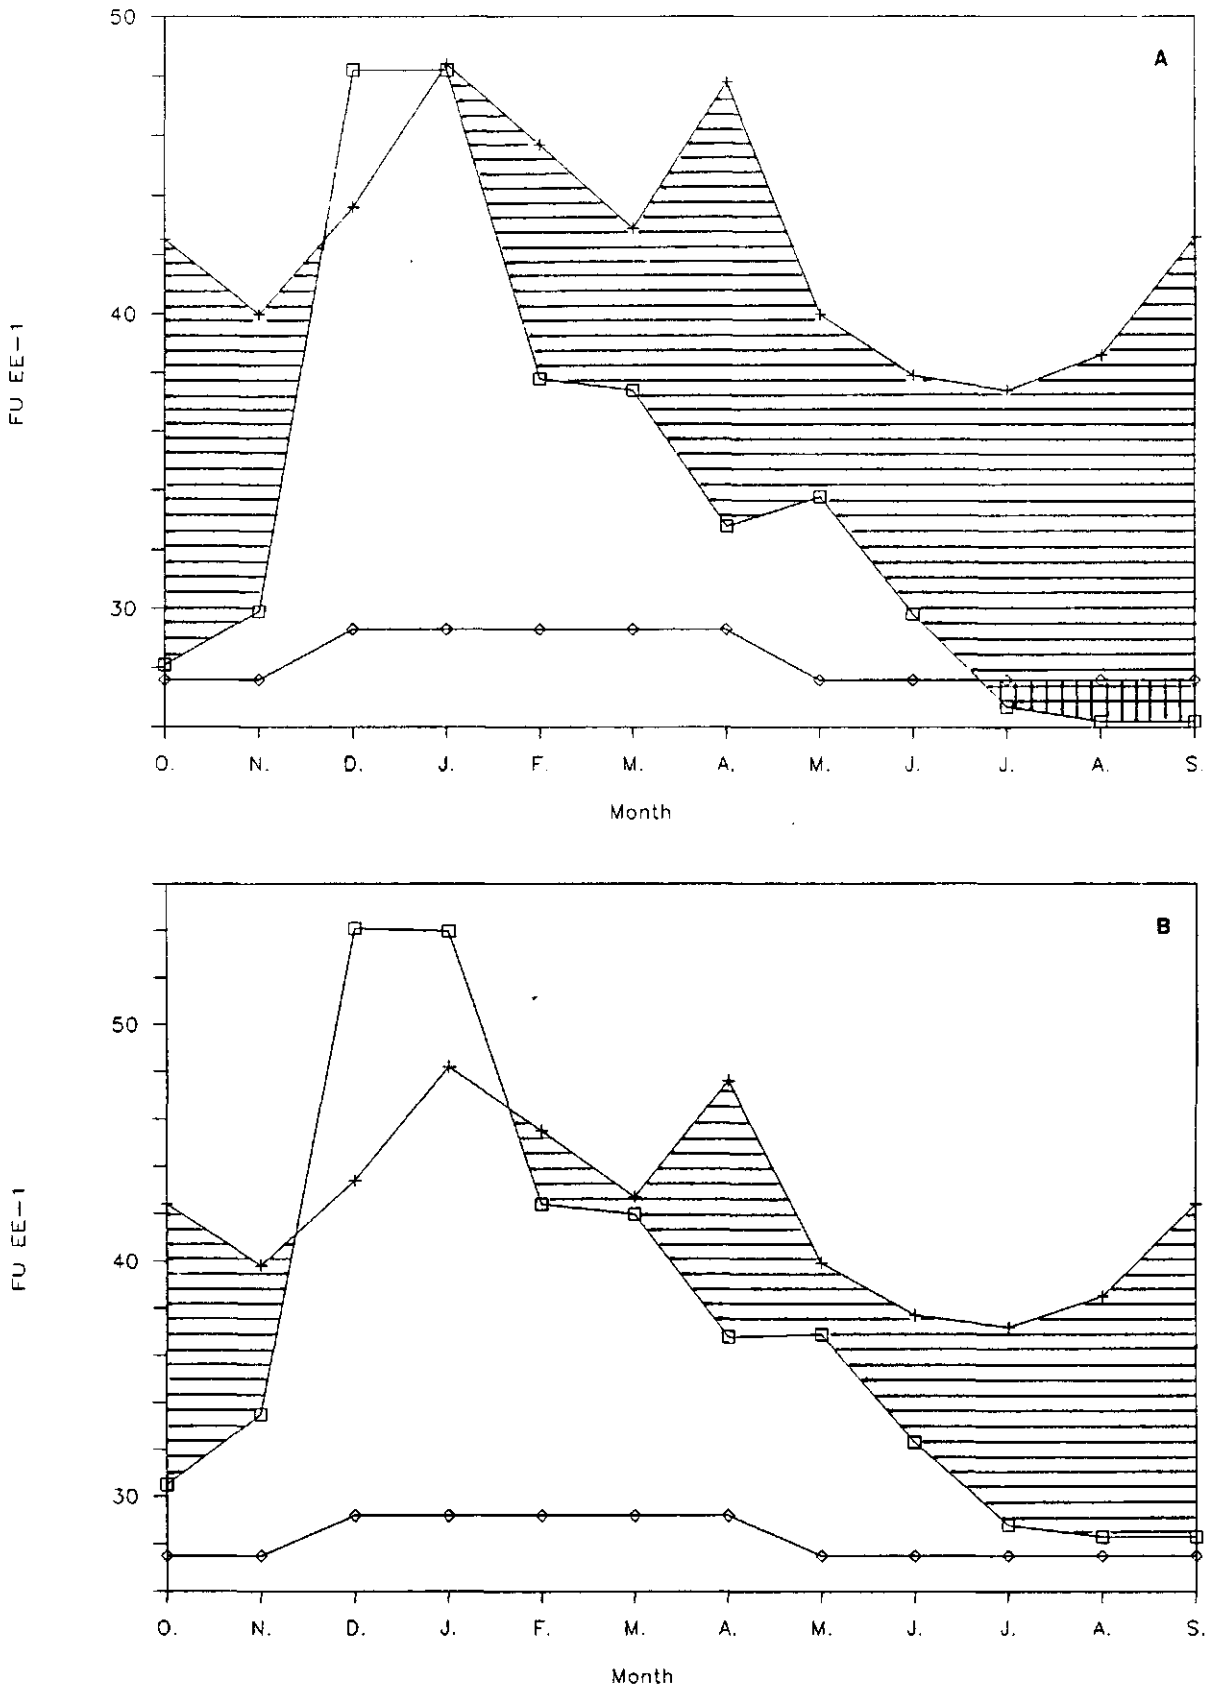 50
A
40
FU EE-1
30
O. N. D. J. F. M. A. M. J. J. A. S.
Month
B
50
40
FU EE-1
30
O. N. D. J. F. M. A. M. J. J. A. S.
Month